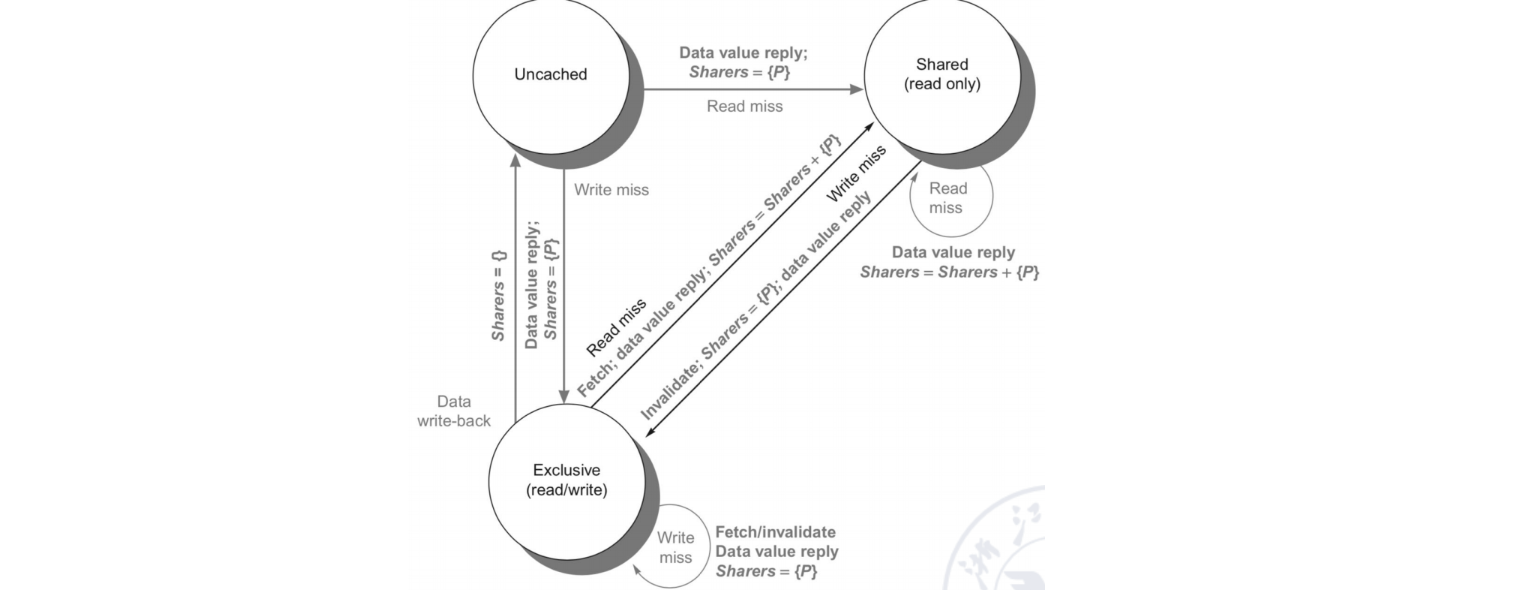 Uncached
Data value reply;
Sharers = {P}
Read miss
Shared
(read only)
Write miss
Sharers = {}
Data value reply;
Sharers = {P}
Data
write-back
Read miss
Fetch; data value reply; Sharers = Sharers + {P}
Write miss
Invalidate; Sharers = {P}; data value reply
Read
miss
Data value reply
Sharers = Sharers + {P}
Exclusive
(read/write)
Write
miss
Fetch/invalidate
Data value reply
Sharers = {P}
浙江